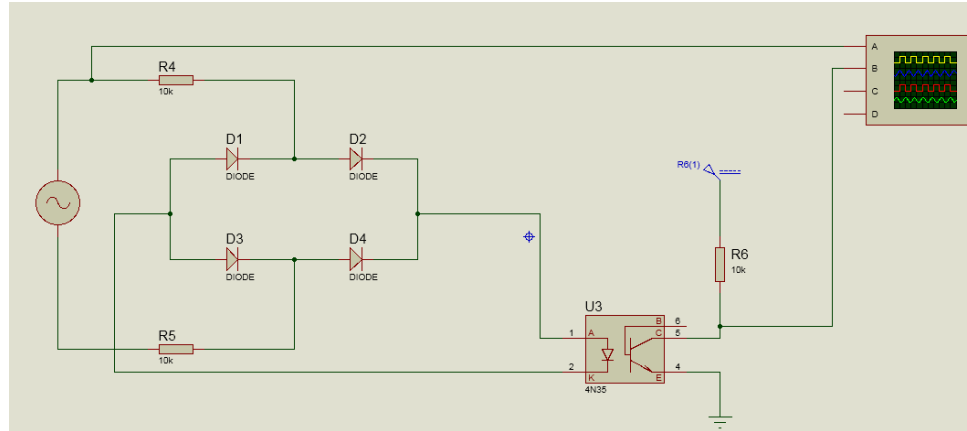 A
B
C
D
R4
10k
D1
DIODE
D2
DIODE
R6(1)
D3
DIODE
D4
DIODE
R6
10k
R5
10k
U3
1
A
2
K
B
6
C
5
E
4
4N35